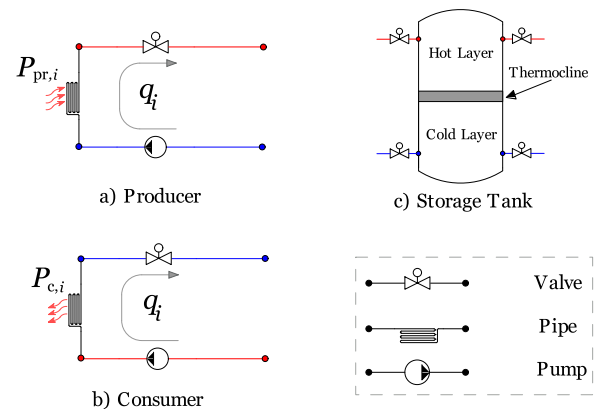 P_pr,i
q_i
a) Producer
Hot Layer
Thermocline
Cold Layer
c) Storage Tank
P_c,i
q_i
b) Consumer
Valve
Pipe
Pump